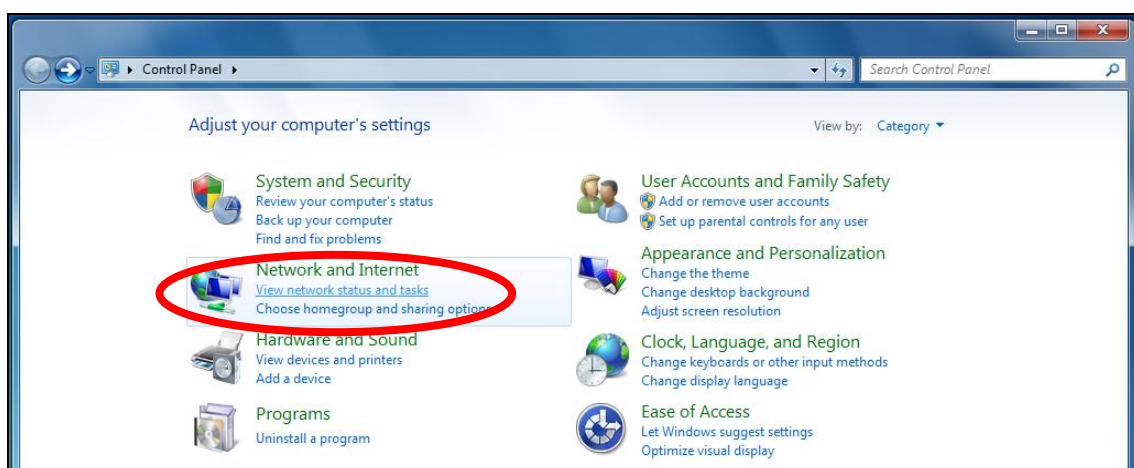 Control Panel
Search Control Panel
Adjust your computer's settings
View by: Category
System and Security
Review your computer's status
Back up your computer
Find and fix problems
Network and Internet
View network status and tasks
Choose homegroup and sharing options
Hardware and Sound
View devices and printers
Add a device
Programs
Uninstall a program
User Accounts and Family Safety
Add or remove user accounts
Set up parental controls for any user
Appearance and Personalization
Change the theme
Change desktop background
Adjust screen resolution
Clock, Language, and Region
Change keyboards or other input methods
Change display language
Ease of Access
Let Windows suggest settings
Optimize visual display